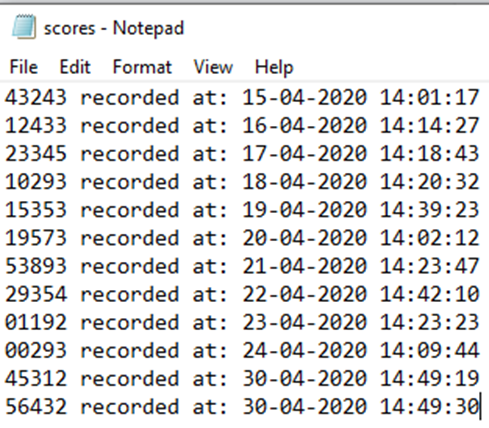 scores - Notepad
File Edit Format View Help
43243 recorded at: 15-04-2020 14:01:17
12433 recorded at: 16-04-2020 14:14:27
23345 recorded at: 17-04-2020 14:18:43
10293 recorded at: 18-04-2020 14:20:32
15353 recorded at: 19-04-2020 14:39:23
19573 recorded at: 20-04-2020 14:02:12
53893 recorded at: 21-04-2020 14:23:47
29354 recorded at: 22-04-2020 14:42:10
01192 recorded at: 23-04-2020 14:23:23
00293 recorded at: 24-04-2020 14:09:44
45312 recorded at: 30-04-2020 14:49:19
56432 recorded at: 30-04-2020 14:49:30